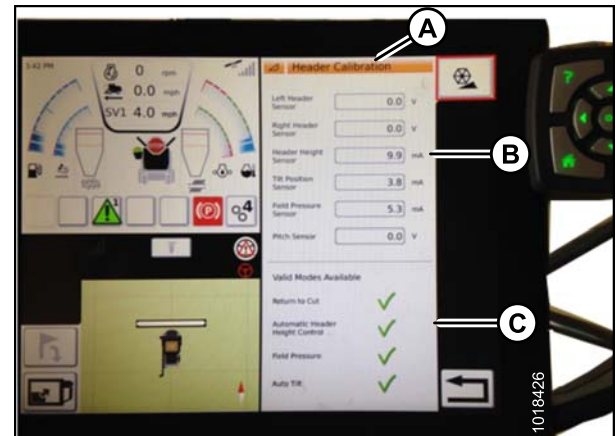 A
3:42 PM
0 rpm
0.0 mph
SV1 4.0 mph
STOP
1
(P)
4
Header Calibration
Left Header Sensor 0.0 V
Right Header Sensor 0.0 V
Header Height Sensor 9.9 mA
B
Tilt Position Sensor 3.8 mA
Field Pressure Sensor 5.3 mA
Pitch Sensor 0.0 V
Valid Modes Available
Return to Cut
Automatic Header Height Control
C
Field Pressure
Auto Tilt
?
1018426